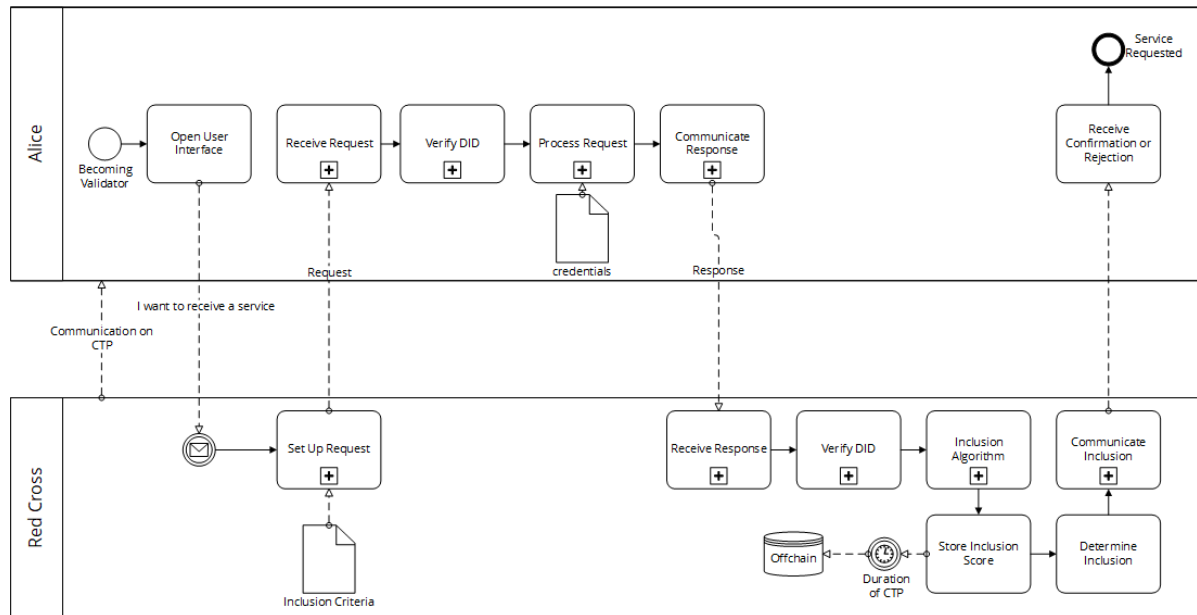 Alice
Service
Requested
Open User
Interface
Receive Request
Verify DID
Process Request
Communicate
Response
Receive
Confirmation or
Rejection
Becoming
Validator
credentials
Request
Response
I want to receive a service
Communication on
CTP
Red Cross
Set Up Request
Receive Response
Verify DID
Inclusion
Algorithm
Communicate
Inclusion
Offchain
Duration
of CTP
Store Inclusion
Score
Determine
Inclusion
Inclusion Criteria